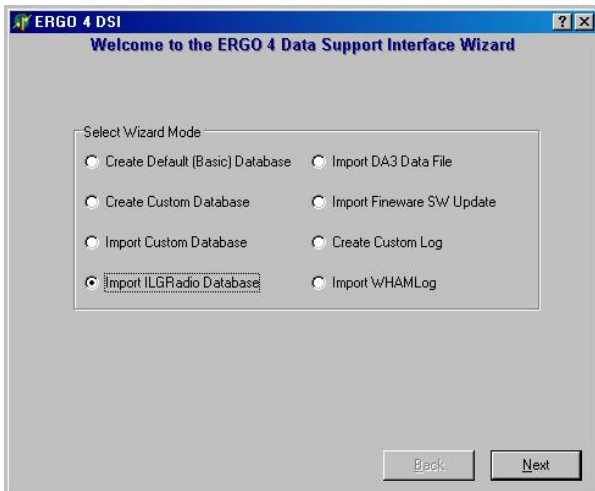 ERGO 4 DSI
Welcome to the ERGO 4 Data Support Interface Wizard
Select Wizard Mode
Create Default (Basic) Database
Import DA3 Data File
Create Custom Database
Import Fineware SW Update
Import Custom Database
Create Custom Log
Import ILGRadio Database
Import WHAMLog
Back
Next